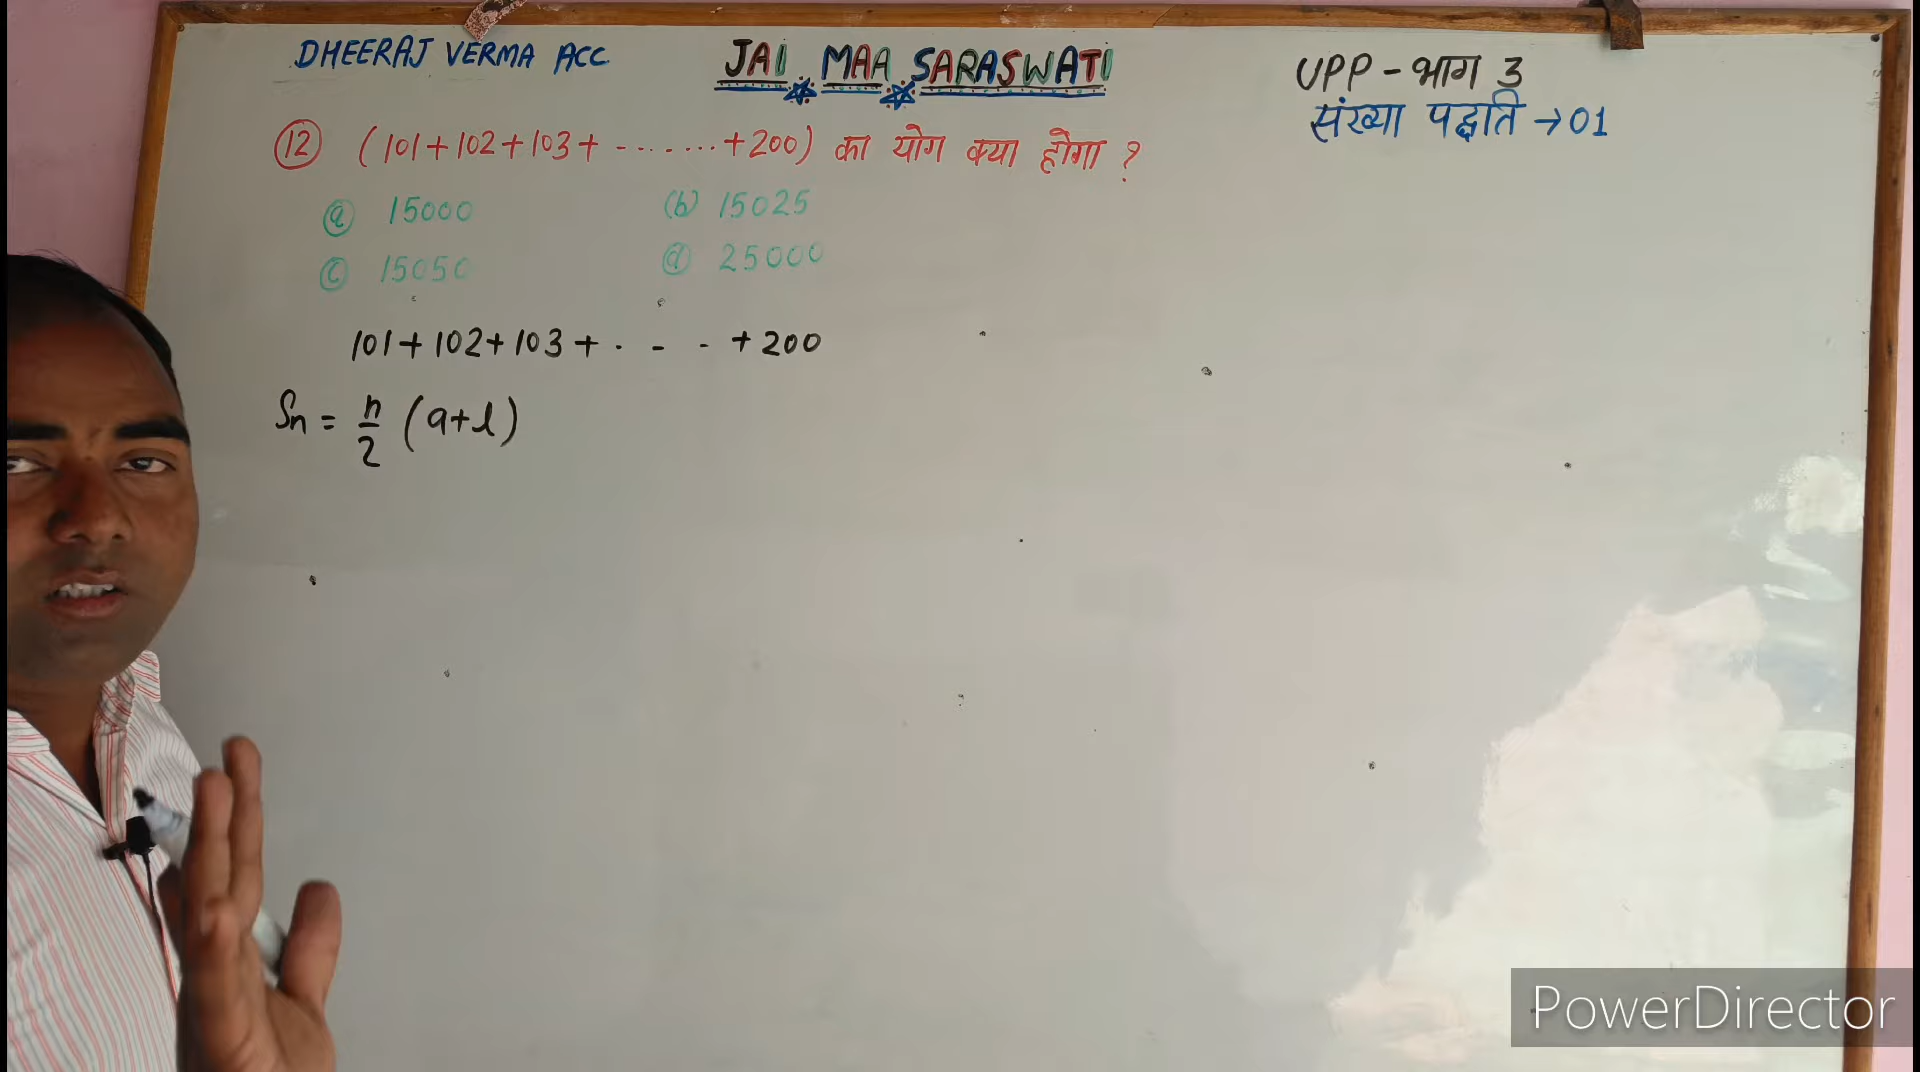 DHEERAJ VERMA ACC
JAI MAA SARASWATI
UPP - भाग 3
संख्या पद्धति → 01
(12) (101+102+103+ ....... +200) का योग क्या होगा ?
(a) 15000 (b) 15025
(c) 15050 (d) 25000
101+102+103+ . - . +200
Sn = n/2 (a+l)
PowerDirector